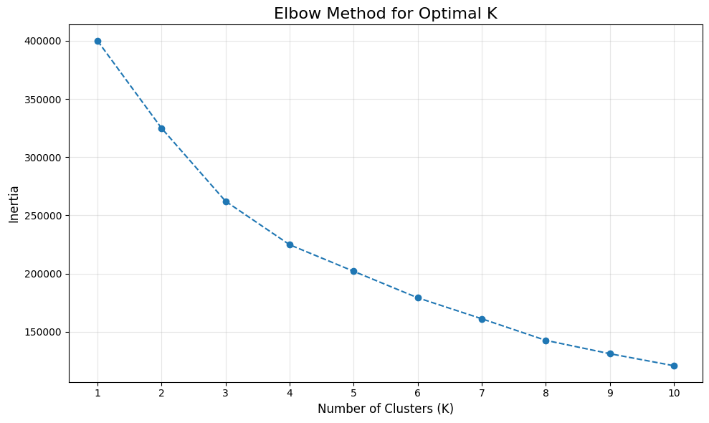 Elbow Method for Optimal K
400000
350000
300000
250000
200000
150000
Inertia
1 2 3 4 5 6 7 8 9 10
Number of Clusters (K)